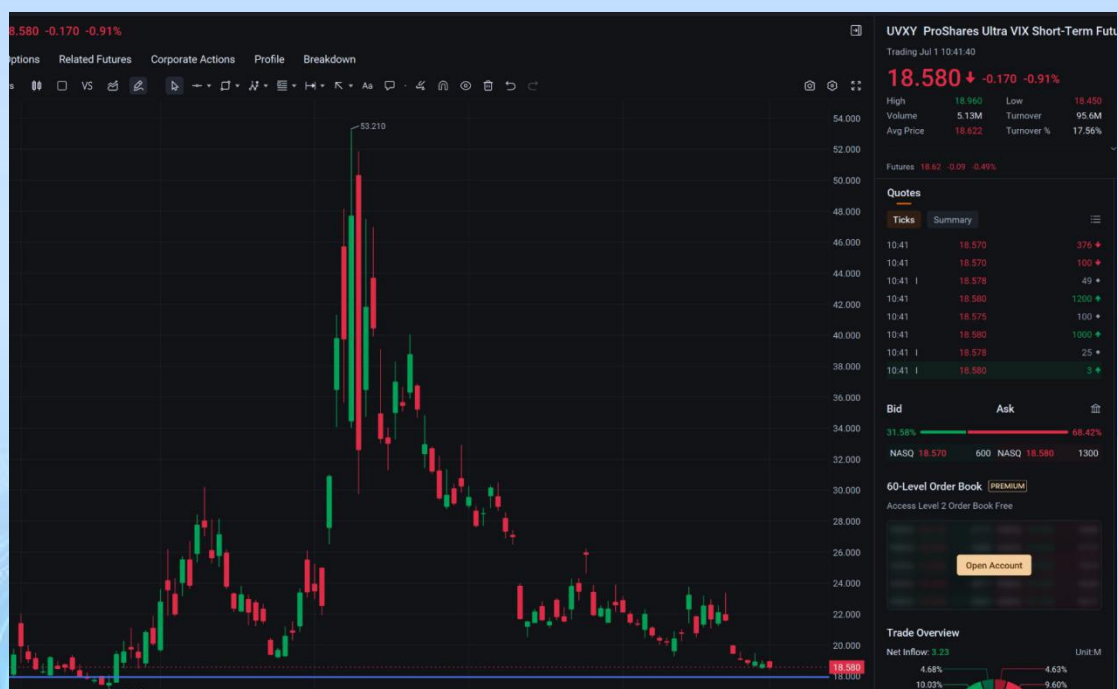 8.580 -0.170 -0.91%
Options Related Futures Corporate Actions Profile Breakdown
VS Aa
53.210
54.000
52.000
50.000
48.000
46.000
44.000
42.000
40.000
38.000
36.000
34.000
32.000
30.000
28.000
26.000
24.000
22.000
20.000
18.580
18.000
UVXY ProShares Ultra VIX Short-Term Futu
Trading Jul 1 10:41:40
18.580 -0.170 -0.91%
High 18.960 Low 18.450
Volume 5.13M Turnover 95.6M
Avg Price 18.622 Turnover % 17.56%
Futures 18.62 -0.09 -0.49%
Quotes
Ticks Summary
10:41 18.570 376
10:41 18.570 100
10:41 I 18.578 49
10:41 18.580 1200
10:41 18.575 100
10:41 18.580 1000
10:41 I 18.578 25
10:41 I 18.580 3
Bid Ask
31.58% 68.42%
NASQ 18.570 600 NASQ 18.580 1300
60-Level Order Book PREMIUM
Access Level 2 Order Book Free
Open Account
Trade Overview
Net Inflow: 3.23 Unit:M
4.68% 4.63%
10.03% 9.60%